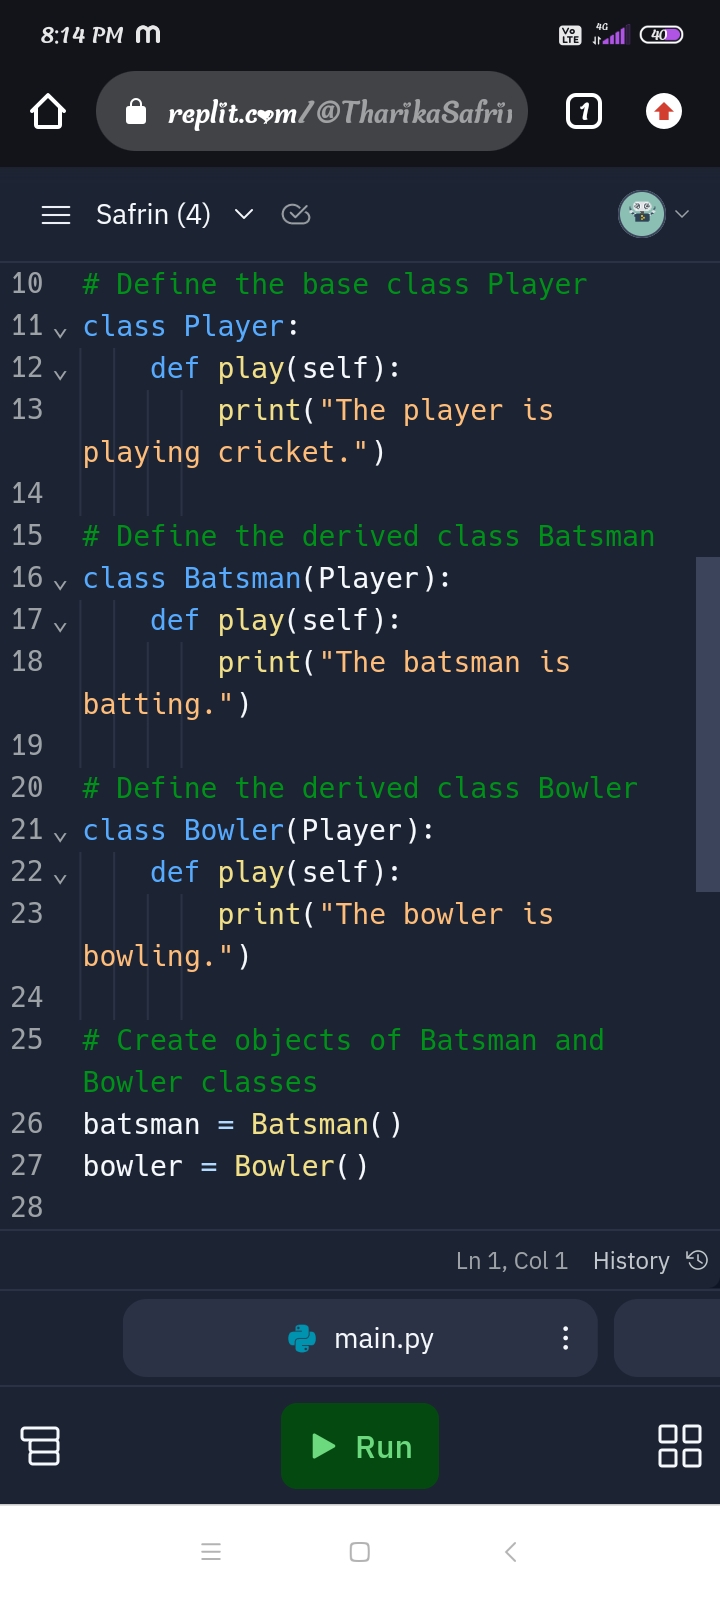 8:14 PM
Vo LTE 4G 40
replit.com/@TharikaSafrin
1
Safrin (4)
10 # Define the base class Player
11 class Player:
12     def play(self):
13         print("The player is
playing cricket.")
14
15 # Define the derived class Batsman
16 class Batsman(Player):
17     def play(self):
18         print("The batsman is
batting.")
19
20 # Define the derived class Bowler
21 class Bowler(Player):
22     def play(self):
23         print("The bowler is
bowling.")
24
25 # Create objects of Batsman and
Bowler classes
26 batsman = Batsman()
27 bowler = Bowler()
28
Ln 1, Col 1 History
main.py
Run